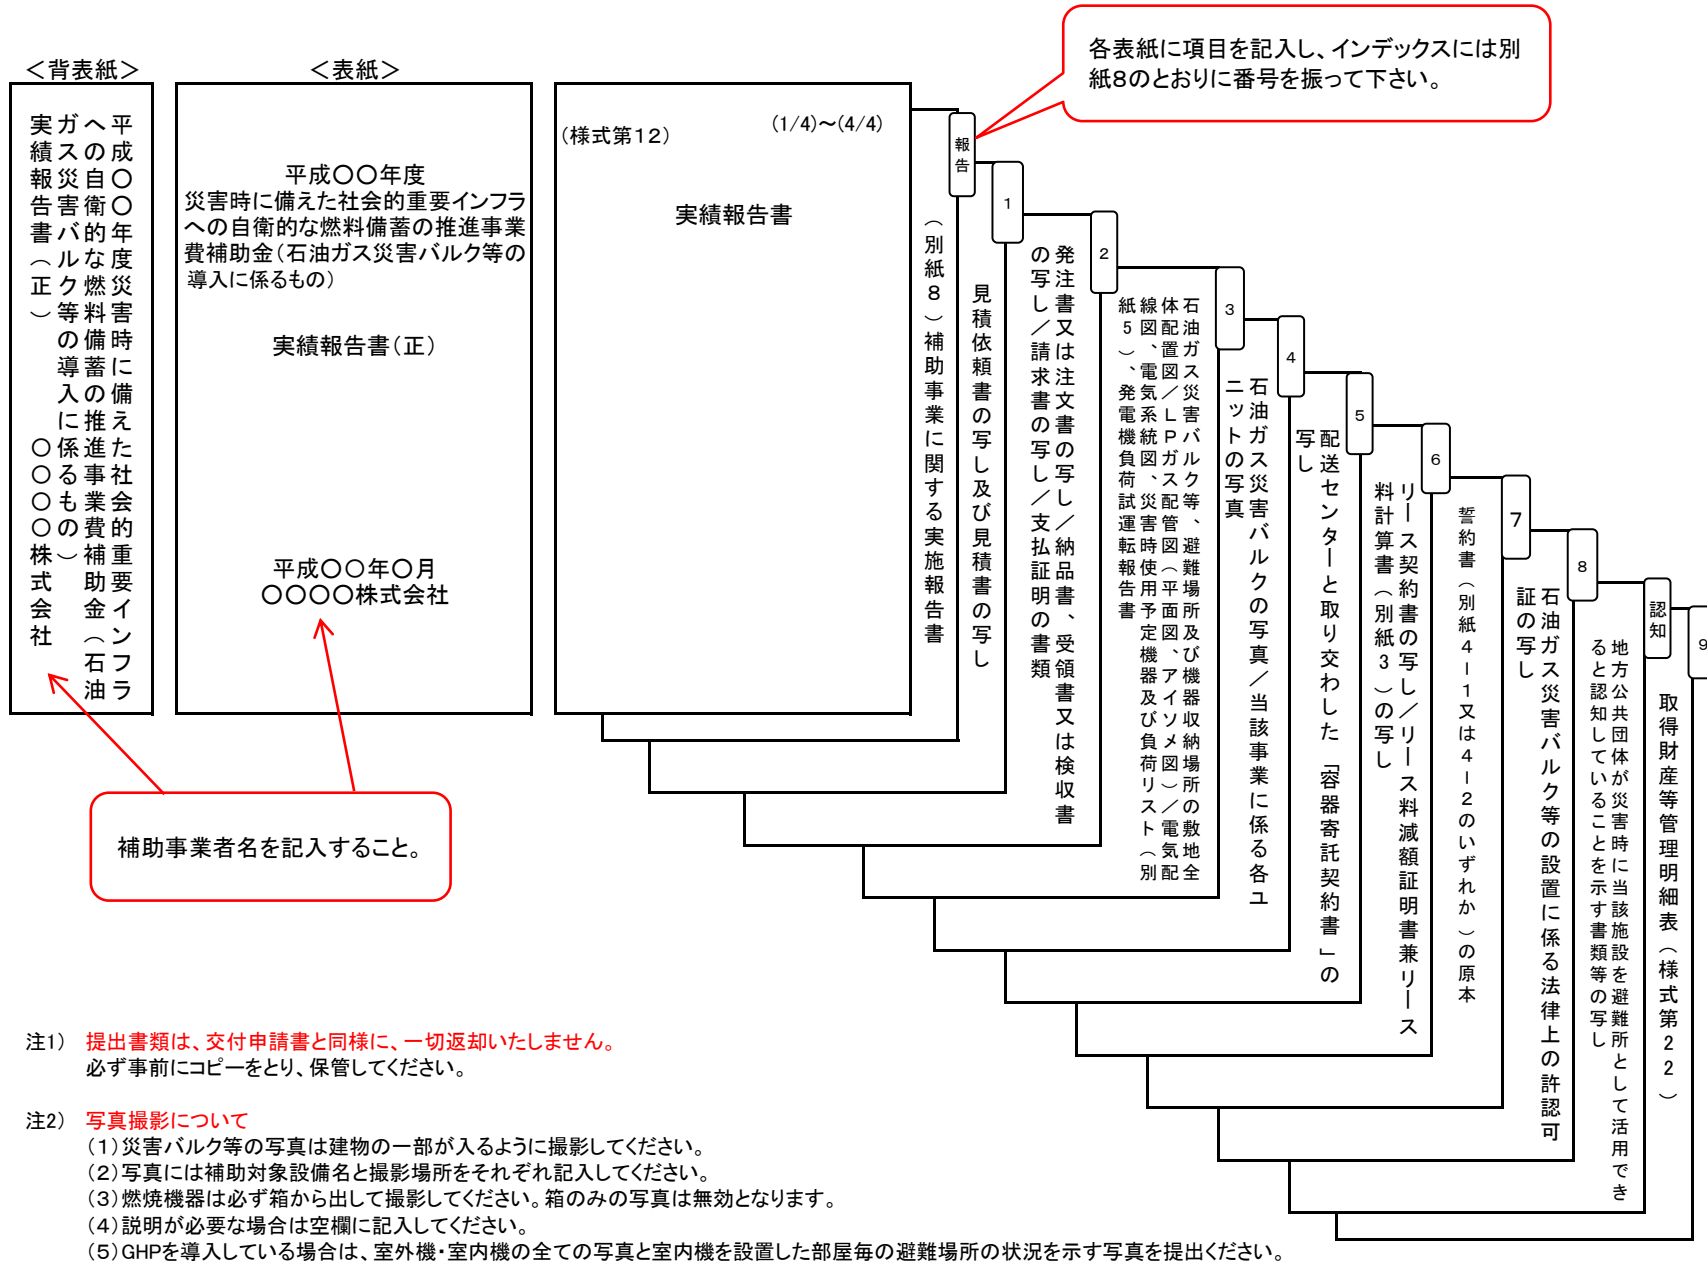 各表紙に項目を記入し、インデックスには別
紙8のとおりに番号を振って下さい。
＜背表紙＞
＜表紙＞
平成〇〇年度災害時に備えた社会的重要インフラ
への自衛的な燃料備蓄の推進事業費補助金（石油
ガス災害バルク等の導入に係るもの）
実績報告書（正）　〇〇〇〇株式会社
平成〇〇年度
災害時に備えた社会的重要インフラ
への自衛的な燃料備蓄の推進事業
費補助金（石油ガス災害バルク等の
導入に係るもの）
実績報告書（正）
平成〇〇年〇月
〇〇〇〇株式会社
(様式第12)
(1/4)～(4/4)
実績報告書
報告
（別紙8）補助事業に関する実施報告書
1
見積依頼書の写し及び見積書の写し
2
発注書又は注文書の写し／納品書、受領書又は検収書
の写し／請求書の写し／支払証明の書類
3
石油ガス災害バルク等、避難場所及び機器収納場所の敷地全
体配置図／LPガス配管図（平面図、アイソメ図）／電気配
線図、電気系統図、災害時使用予定機器及び負荷リスト（別
紙5）、発電機負荷試運転報告書
4
石油ガス災害バルクの写真／当該事業に係る各ユ
ニットの写真
5
配送センターと取り交わした「容器寄託契約書」の
写し
6
リース契約書の写し／リース料減額証明書兼リース
料計算書（別紙3）の写し
7
誓約書（別紙4－1又は4－2のいずれか）の原本
8
石油ガス災害バルク等の設置に係る法律上の許認可
証の写し
認知
地方公共団体が災害時に当該施設を避難所として活用でき
ると認知していることを示す書類等の写し
9
取得財産等管理明細表（様式第22）
補助事業者名を記入すること。
注1）　提出書類は、交付申請書と同様に、一切返却いたしません。
必ず事前にコピーをとり、保管してください。
注2）　写真撮影について
（1）災害バルク等の写真は建物の一部が入るように撮影してください。
（2）写真には補助対象設備名と撮影場所をそれぞれ記入してください。
（3）燃焼機器は必ず箱から出して撮影してください。箱のみの写真は無効となります。
（4）説明が必要な場合は空欄に記入してください。
（5）GHPを導入している場合は、室外機・室内機の全ての写真と室内機を設置した部屋毎の避難場所の状況を示す写真を提出ください。